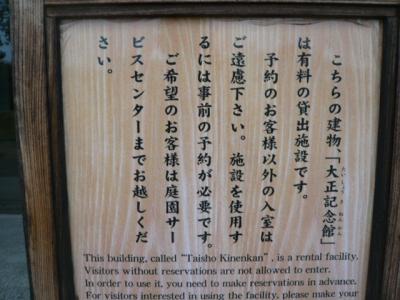 こちらの建物、「大正記念館」
は有料の貸出施設です。
予約のお客様以外の入室は
ご遠慮下さい。施設を使用す
るには事前の予約が必要です。
ご希望のお客様は庭園サー
ビスセンターまでお越しくだ
さい。
This building, called “Taisho Kinenkan”, is a rental facility.
Visitors without reservations are not allowed to enter.
In order to use it, you need to make reservations in advance.
For visitors interested in using the facility, please make your